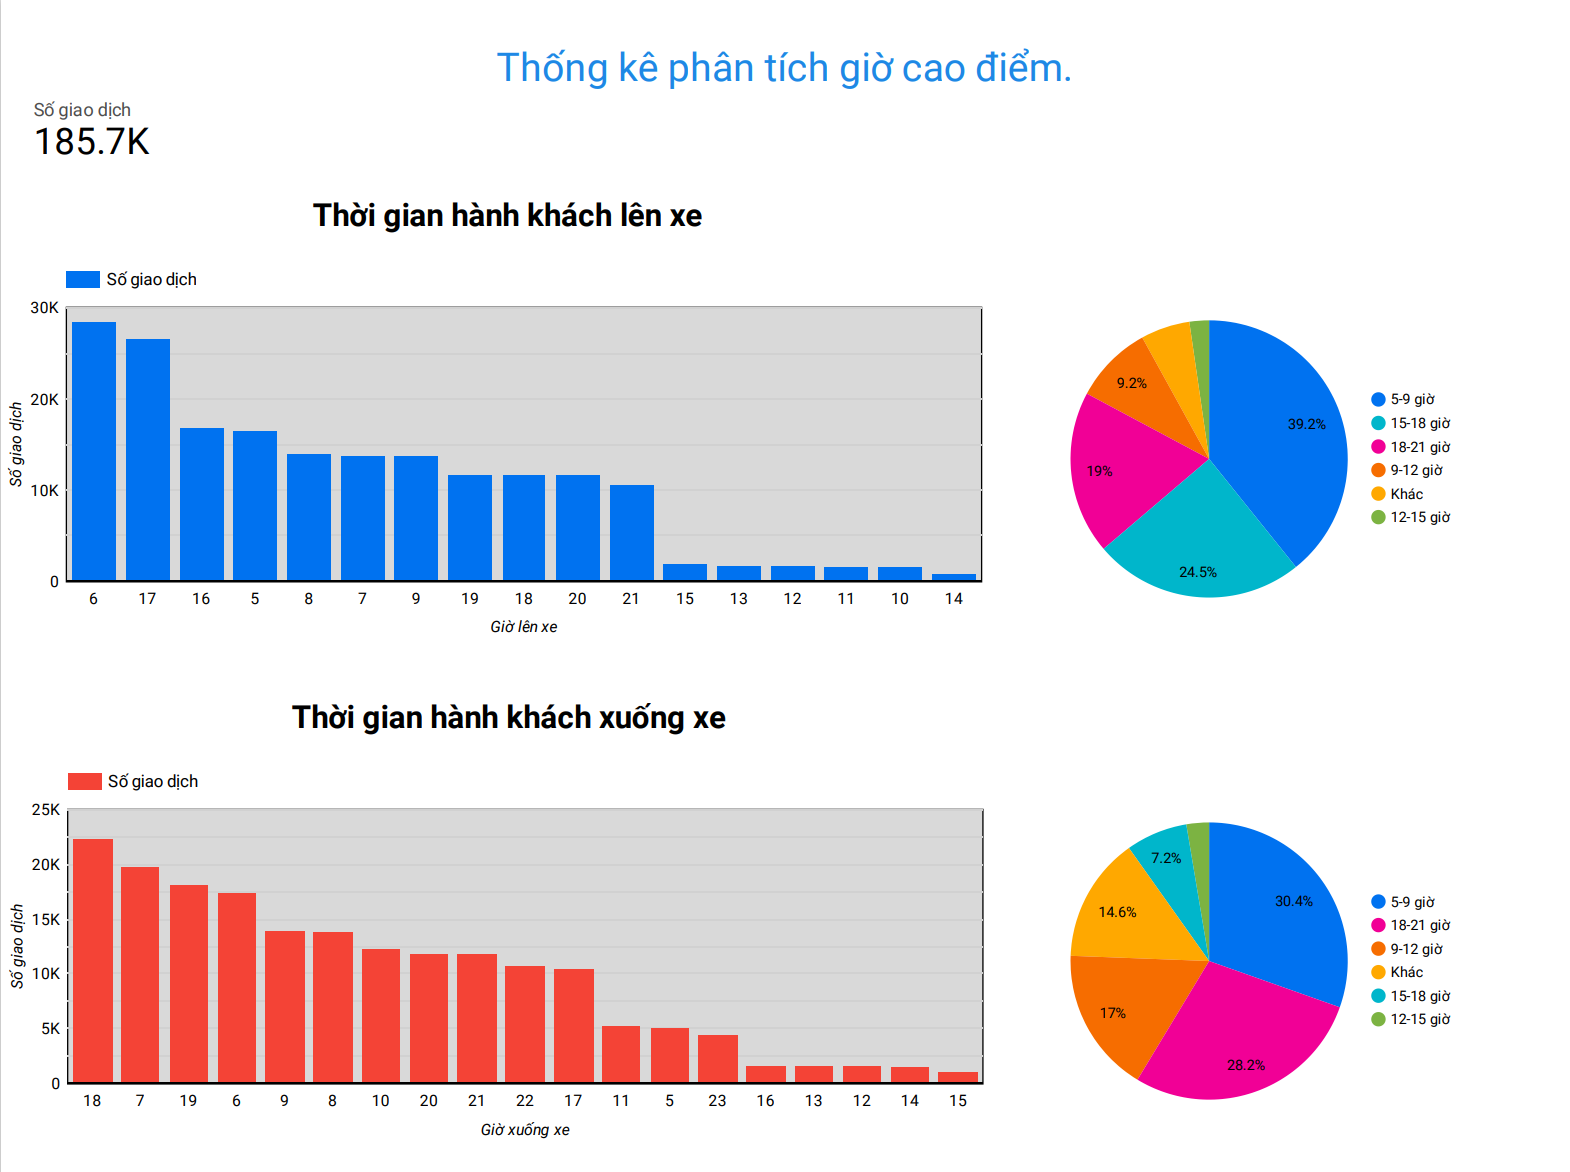 Thống kê phân tích giờ cao điểm.
Số giao dịch
185.7K
Thời gian hành khách lên xe
Số giao dịch
30K
20K
10K
0
Số giao dịch
6 17 16 5 8 7 9 19 18 20 21 15 13 12 11 10 14
Giờ lên xe
39.2%
24.5%
19%
9.2%
5-9 giờ
15-18 giờ
18-21 giờ
9-12 giờ
Khác
12-15 giờ
Thời gian hành khách xuống xe
Số giao dịch
25K
20K
15K
10K
5K
0
Số giao dịch
18 7 19 6 9 8 10 20 21 22 17 11 5 23 16 13 12 14 15
Giờ xuống xe
30.4%
28.2%
17%
14.6%
7.2%
5-9 giờ
18-21 giờ
9-12 giờ
Khác
15-18 giờ
12-15 giờ